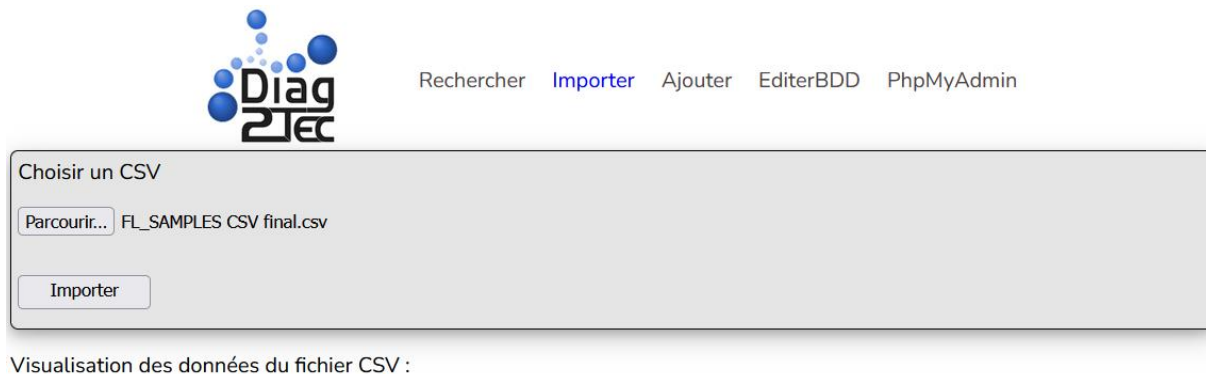 Diag
2Tec
Rechercher Importer Ajouter EditerBDD PhpMyAdmin
Choisir un CSV
Parcourir... FL_SAMPLES CSV final.csv
Importer
Visualisation des données du fichier CSV :